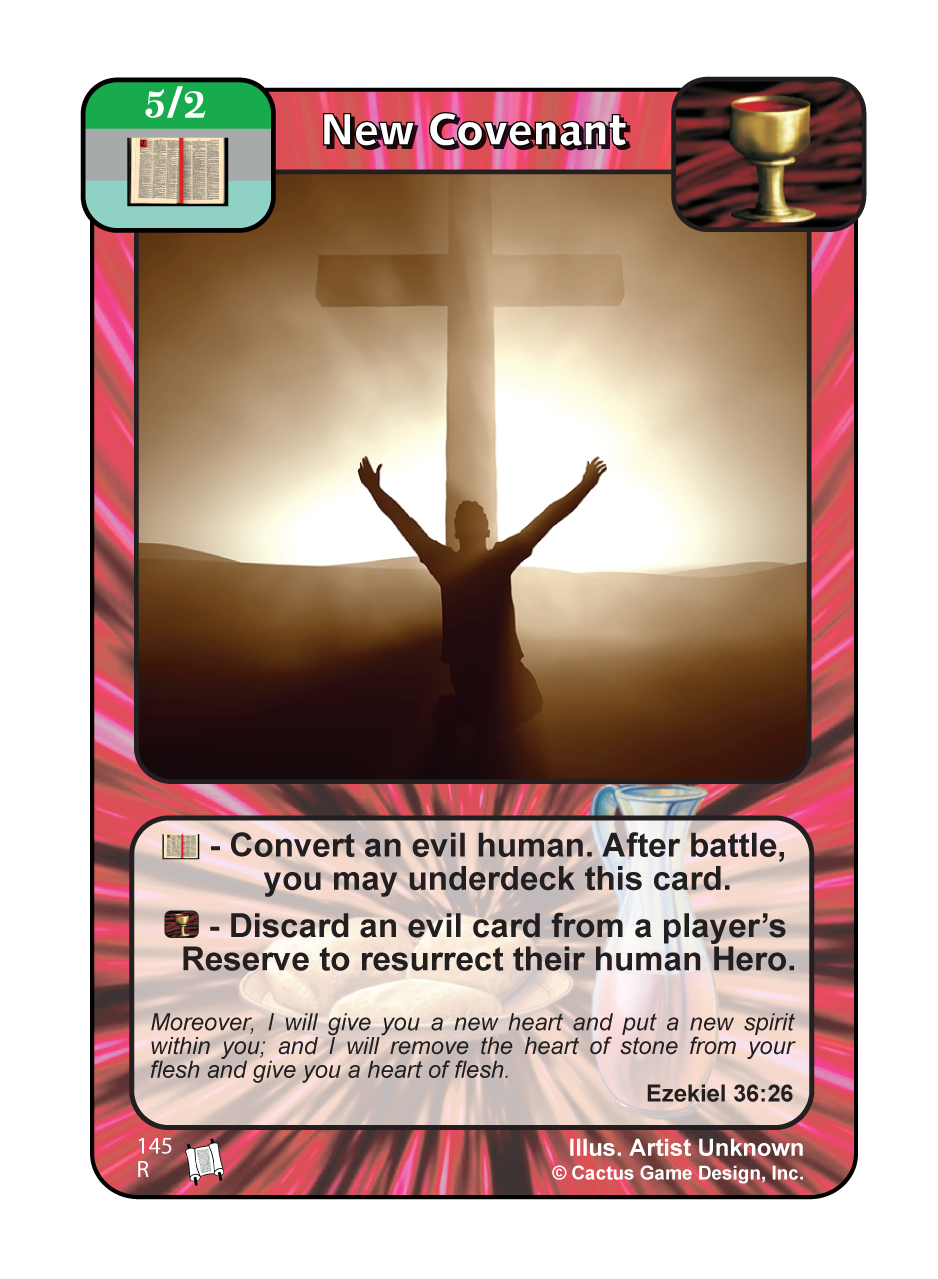 5/2
New Covenant
- Convert an evil human. After battle,
you may underdeck this card.
- Discard an evil card from a player’s
Reserve to resurrect their human Hero.
Moreover, I will give you a new heart and put a new spirit
within you; and I will remove the heart of stone from your
flesh and give you a heart of flesh.
Ezekiel 36:26
145
R
Illus. Artist Unknown
© Cactus Game Design, Inc.